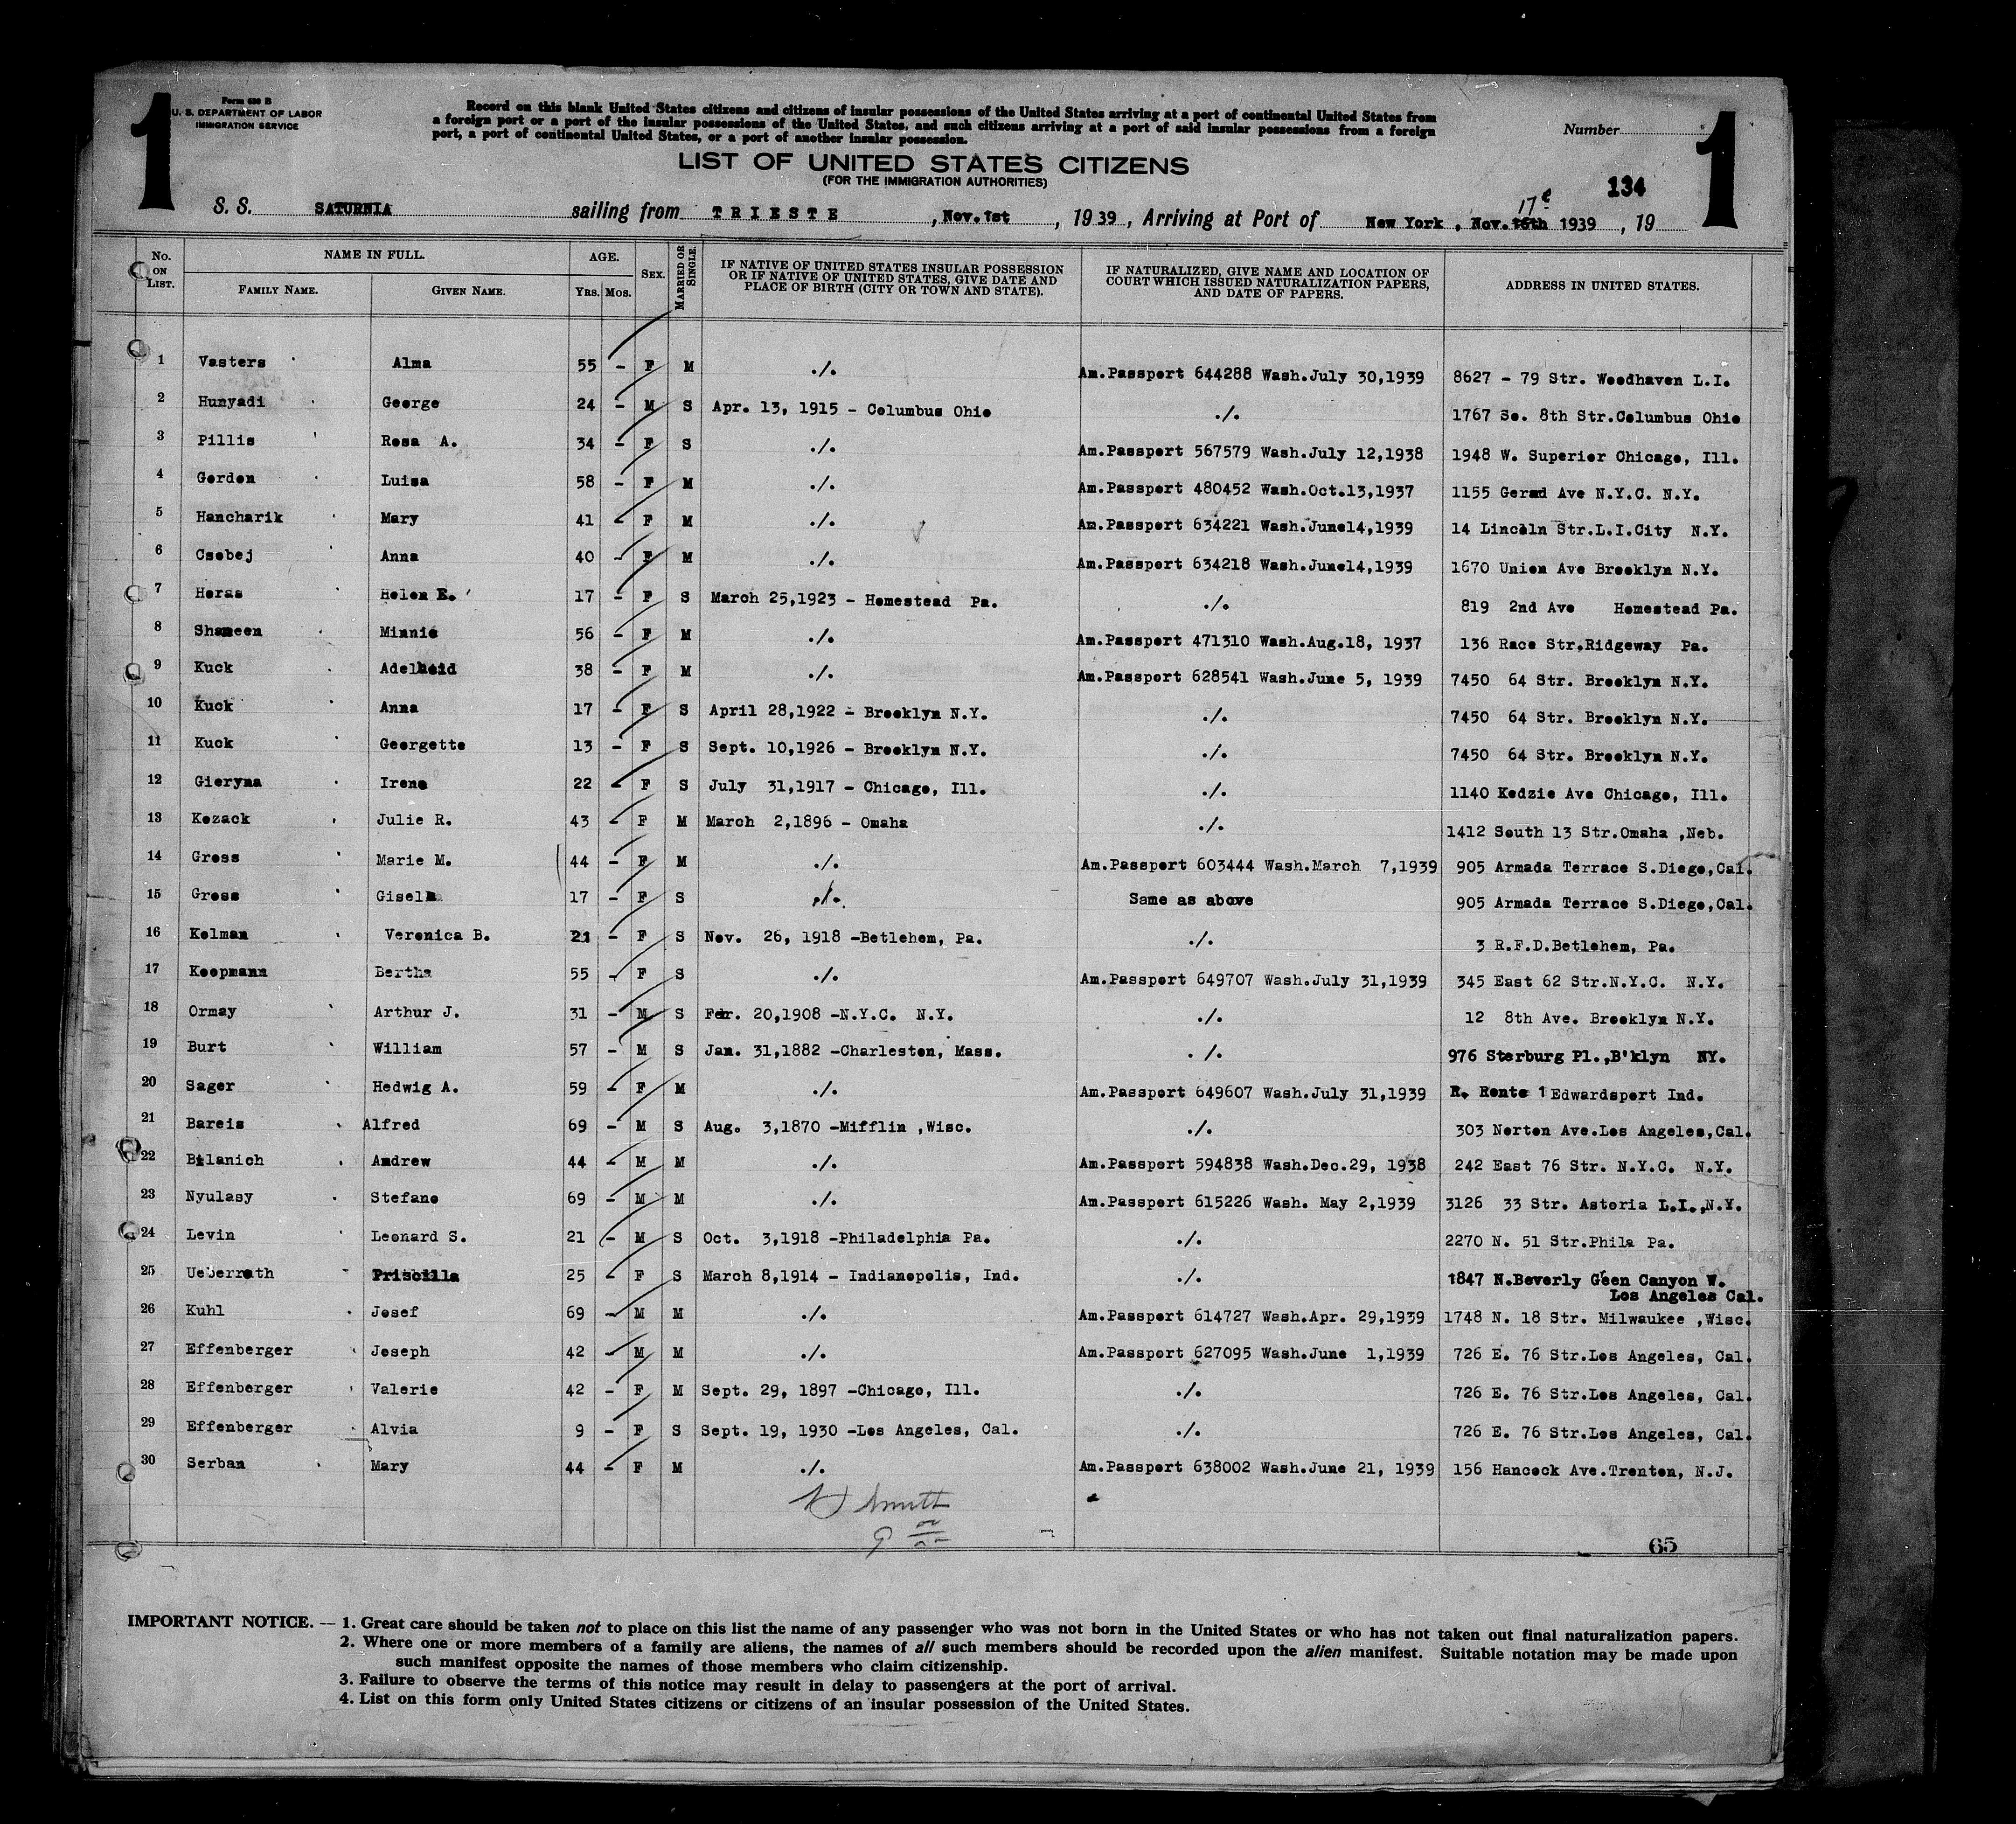 1
Form 630 B
U. S. DEPARTMENT OF LABOR
IMMIGRATION SERVICE
Record on this blank United States citizens and citizens of insular possessions of the United States arriving at a port of continental United States from
a foreign port or a port of the insular possessions of the United States, and such citizens arriving at a port of said insular possessions from a foreign
port, a port of continental United States, or a port of another insular possession.
Number
1
LIST OF UNITED STATES CITIZENS
(FOR THE IMMIGRATION AUTHORITIES)
134
17
S. S. SATURNIA sailing from TRIESTE , Nov. 1st , 1939 , Arriving at Port of New York , Nov. 16th 1939 , 19
No. ON LIST. NAME IN FULL. AGE. SEX. MARRIED OR SINGLE. IF NATIVE OF UNITED STATES INSULAR POSSESSION OR IF NATIVE OF UNITED STATES, GIVE DATE AND PLACE OF BIRTH (CITY OR TOWN AND STATE). IF NATURALIZED, GIVE NAME AND LOCATION OF COURT WHICH ISSUED NATURALIZATION PAPERS, AND DATE OF PAPERS. ADDRESS IN UNITED STATES.
FAMILY NAME. GIVEN NAME. YRS. MOS.
1 Vasters Alma 55 - F M ./. Am.Passport 644288 Wash.July 30,1939 8627 - 79 Str. Woodhaven L.I.
2 Hunyadi George 24 - M S Apr. 13, 1915 - Columbus Ohio ./. 1767 So. 8th Str.Columbus Ohio
3 Pillis Rosa A. 34 - F S ./. Am.Passport 567579 Wash.July 12,1938 1948 W. Superior Chicago, Ill.
4 Gordon Luisa 58 - F M ./. Am.Passport 480452 Wash.Oct.13,1937 1155 Gerad Ave N.Y.C. N.Y.
5 Hancharik Mary 41 - F M ./. Am.Passport 634221 Wash.June14,1939 14 Lincoln Str.L.I.City N.Y.
6 Csobej Anna 40 - F M ./. Am.Passport 634218 Wash.June14,1939 1670 Union Ave Brooklyn N.Y.
7 Horas Helen E. 17 - F S March 25,1923 - Homestead Pa. ./. 819 2nd Ave Homestead Pa.
8 Shameen Minnie 56 - F M ./. Am.Passport 471310 Wash.Aug.18, 1937 136 Race Str.Ridgeway Pa.
9 Kuck Adelheid 38 - F M ./. Am.Passport 628541 Wash.June 5, 1939 7450 64 Str. Brooklyn N.Y.
10 Kuck Anna 17 - F S April 28,1922 - Brooklyn N.Y. ./. 7450 64 Str. Brooklyn N.Y.
11 Kuck Georgette 13 - F S Sept. 10,1926 - Brooklyn N.Y. ./. 7450 64 Str. Brooklyn N.Y.
12 Gieryna Irene 22 - F S July 31,1917 - Chicago, Ill. ./. 1140 Kedzie Ave Chicago, Ill.
13 Kozack Julie R. 43 - F M March 2,1896 - Omaha ./. 1412 South 13 Str.Omaha ,Neb.
14 Gross Marie M. 44 - F M ./. Am.Passport 603444 Wash.March 7,1939 905 Armada Terrace S.Diego,Cal.
15 Gross Gisela 17 - F S ./. Same as above 905 Armada Terrace S.Diego,Cal.
16 Kolman Veronica B. 21 - F S Nov. 26, 1918 -Betlehem, Pa. ./. 3 R.F.D.Betlehem, Pa.
17 Koopmann Bertha 55 - F S ./. Am.Passport 649707 Wash.July 31,1939 345 East 62 Str.N.Y.C. N.Y.
18 Ormay Arthur J. 31 - M S 20,1908 -N.Y.C. N.Y. ./. 12 8th Ave. Brooklyn N.Y.
19 Burt William 57 - M S Jan. 31,1882 -Charleston, Mass. ./. 976 Sterburg Pl.,B'klyn NY.
20 Sager Hedwig A. 59 - F M ./. Am.Passport 649607 Wash.July 31,1939 R. Route 1 Edwardsport Ind.
21 Bareis Alfred 69 - M S Aug. 3,1870 -Mifflin ,Wisc. ./. 303 Norton Ave.Los Angeles,Cal.
22 Bilanich Andrew 44 - M M ./. Am.Passport 594838 Wash.Dec.29, 1938 242 East 76 Str. N.Y.C. N.Y.
23 Nyulasy Stefano 69 - M M ./. Am.Passport 615226 Wash. May 2,1939 3126 33 Str. Astoria L.I.,N.Y.
24 Levin Leonard S. 21 - M S Oct. 3,1918 -Philadelphia Pa. ./. 2270 N. 51 Str.Phila Pa.
25 Ueberrath Priscilla 25 - F S March 8,1914 - Indianopolis, Ind. ./. 1847 N.Beverly Geen Canyon W.
Los Angeles Cal.
26 Kuhl Josef 69 - M M ./. Am.Passport 614727 Wash.Apr. 29,1939 1748 N. 18 Str. Milwaukee ,Wisc.
27 Effenberger Joseph 42 - M M ./. Am.Passport 627095 Wash.June 1,1939 726 E. 76 Str.Los Angeles, Cal.
28 Effenberger Valerie 42 - F M Sept. 29, 1897 -Chicago, Ill. ./. 726 E. 76 Str.Los Angeles, Cal.
29 Effenberger Alvia 9 - F S Sept. 19, 1930 -Los Angeles, Cal. ./. 726 E. 76 Str.Los Angeles, Cal.
30 Serban Mary 44 - F M ./. Am.Passport 638002 Wash.June 21, 1939 156 Hancock Ave.Trenton, N.J.
Smith
9
65
IMPORTANT NOTICE. — 1. Great care should be taken not to place on this list the name of any passenger who was not born in the United States or who has not taken out final naturalization papers.
2. Where one or more members of a family are aliens, the names of all such members should be recorded upon the alien manifest. Suitable notation may be made upon
such manifest opposite the names of those members who claim citizenship.
3. Failure to observe the terms of this notice may result in delay to passengers at the port of arrival.
4. List on this form only United States citizens or citizens of an insular possession of the United States.